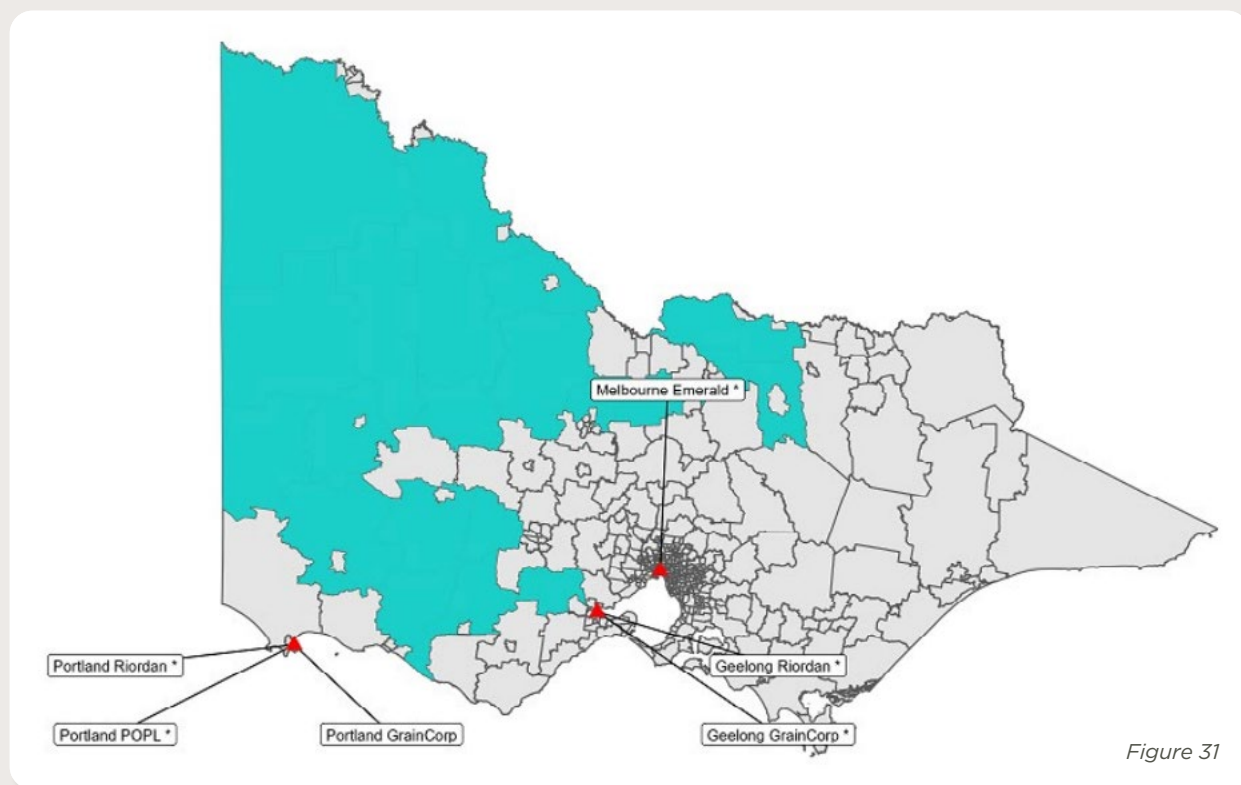 Melbourne Emerald *
Portland Riordan *
Geelong Riordan *
Portland POPL *
Portland GrainCorp
Geelong GrainCorp *
Figure 31